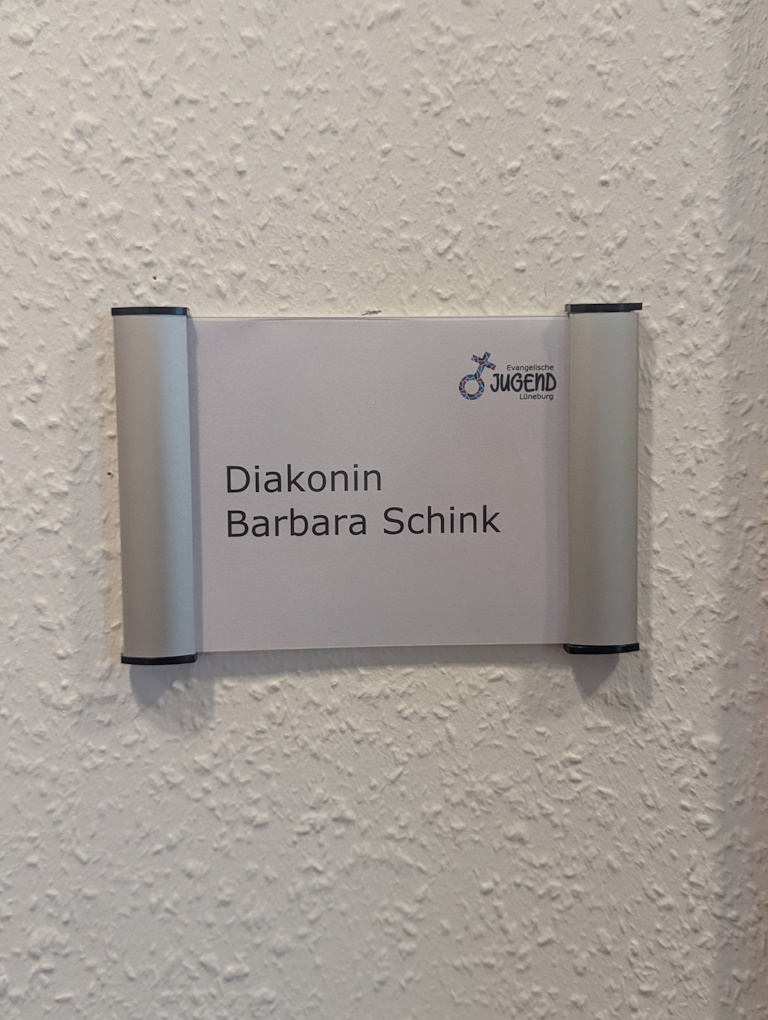 Evangelische
JUGEND
Lüneburg
Diakonin
Barbara Schink